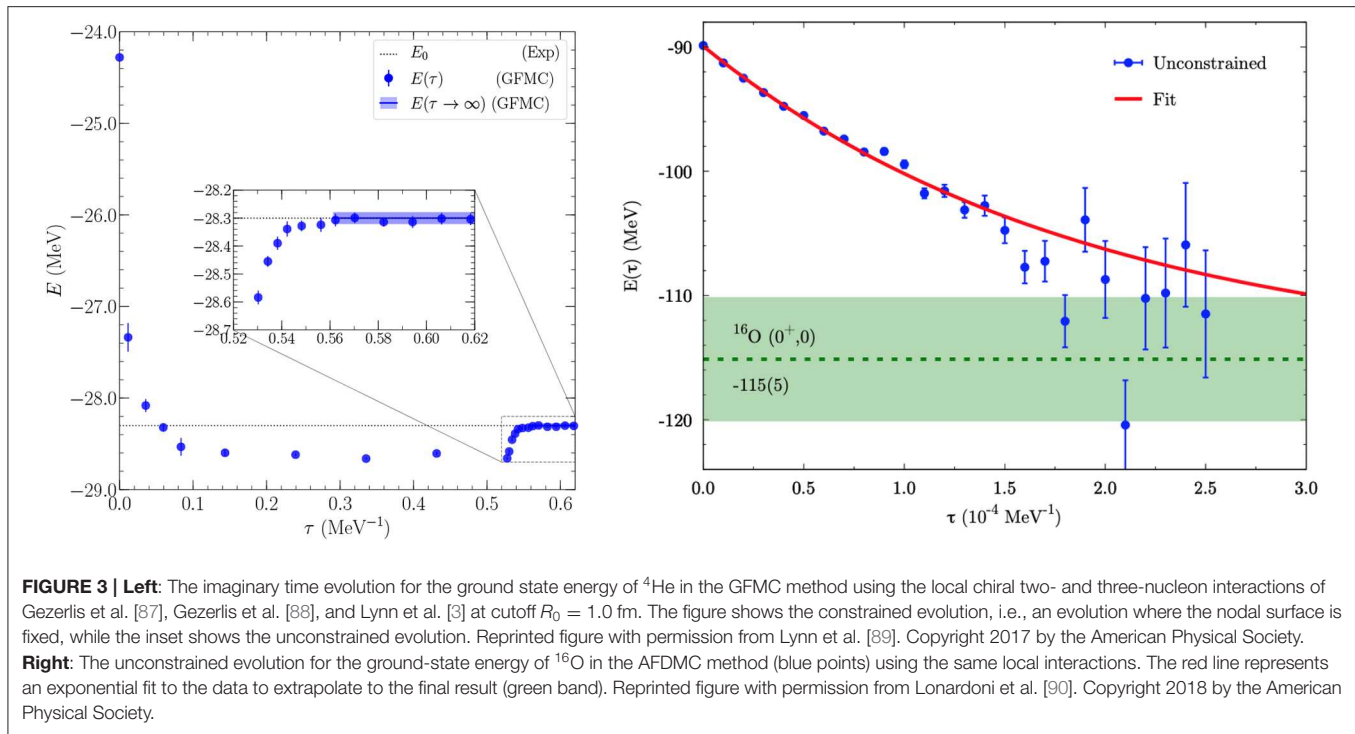 −24.0
−25.0
−26.0
−27.0
−28.0
−29.0
E (MeV)
0.0 0.1 0.2 0.3 0.4 0.5 0.6
τ (MeV⁻¹)
E₀ (Exp)
E(τ) (GFMC)
E(τ → ∞) (GFMC)
−28.2
−28.3
−28.4
−28.5
−28.6
−28.7
0.52 0.54 0.56 0.58 0.60 0.62
-90
-100
-110
-120
E(τ) (MeV)
0.0 0.5 1.0 1.5 2.0 2.5 3.0
τ (10⁻⁴ MeV⁻¹)
Unconstrained
Fit
¹⁶O (0⁺,0)
-115(5)
FIGURE 3 | Left: The imaginary time evolution for the ground state energy of ⁴He in the GFMC method using the local chiral two- and three-nucleon interactions of
Gezerlis et al. [87], Gezerlis et al. [88], and Lynn et al. [3] at cutoff R₀ = 1.0 fm. The figure shows the constrained evolution, i.e., an evolution where the nodal surface is
fixed, while the inset shows the unconstrained evolution. Reprinted figure with permission from Lynn et al. [89]. Copyright 2017 by the American Physical Society.
Right: The unconstrained evolution for the ground-state energy of ¹⁶O in the AFDMC method (blue points) using the same local interactions. The red line represents
an exponential fit to the data to extrapolate to the final result (green band). Reprinted figure with permission from Lonardoni et al. [90]. Copyright 2018 by the American
Physical Society.